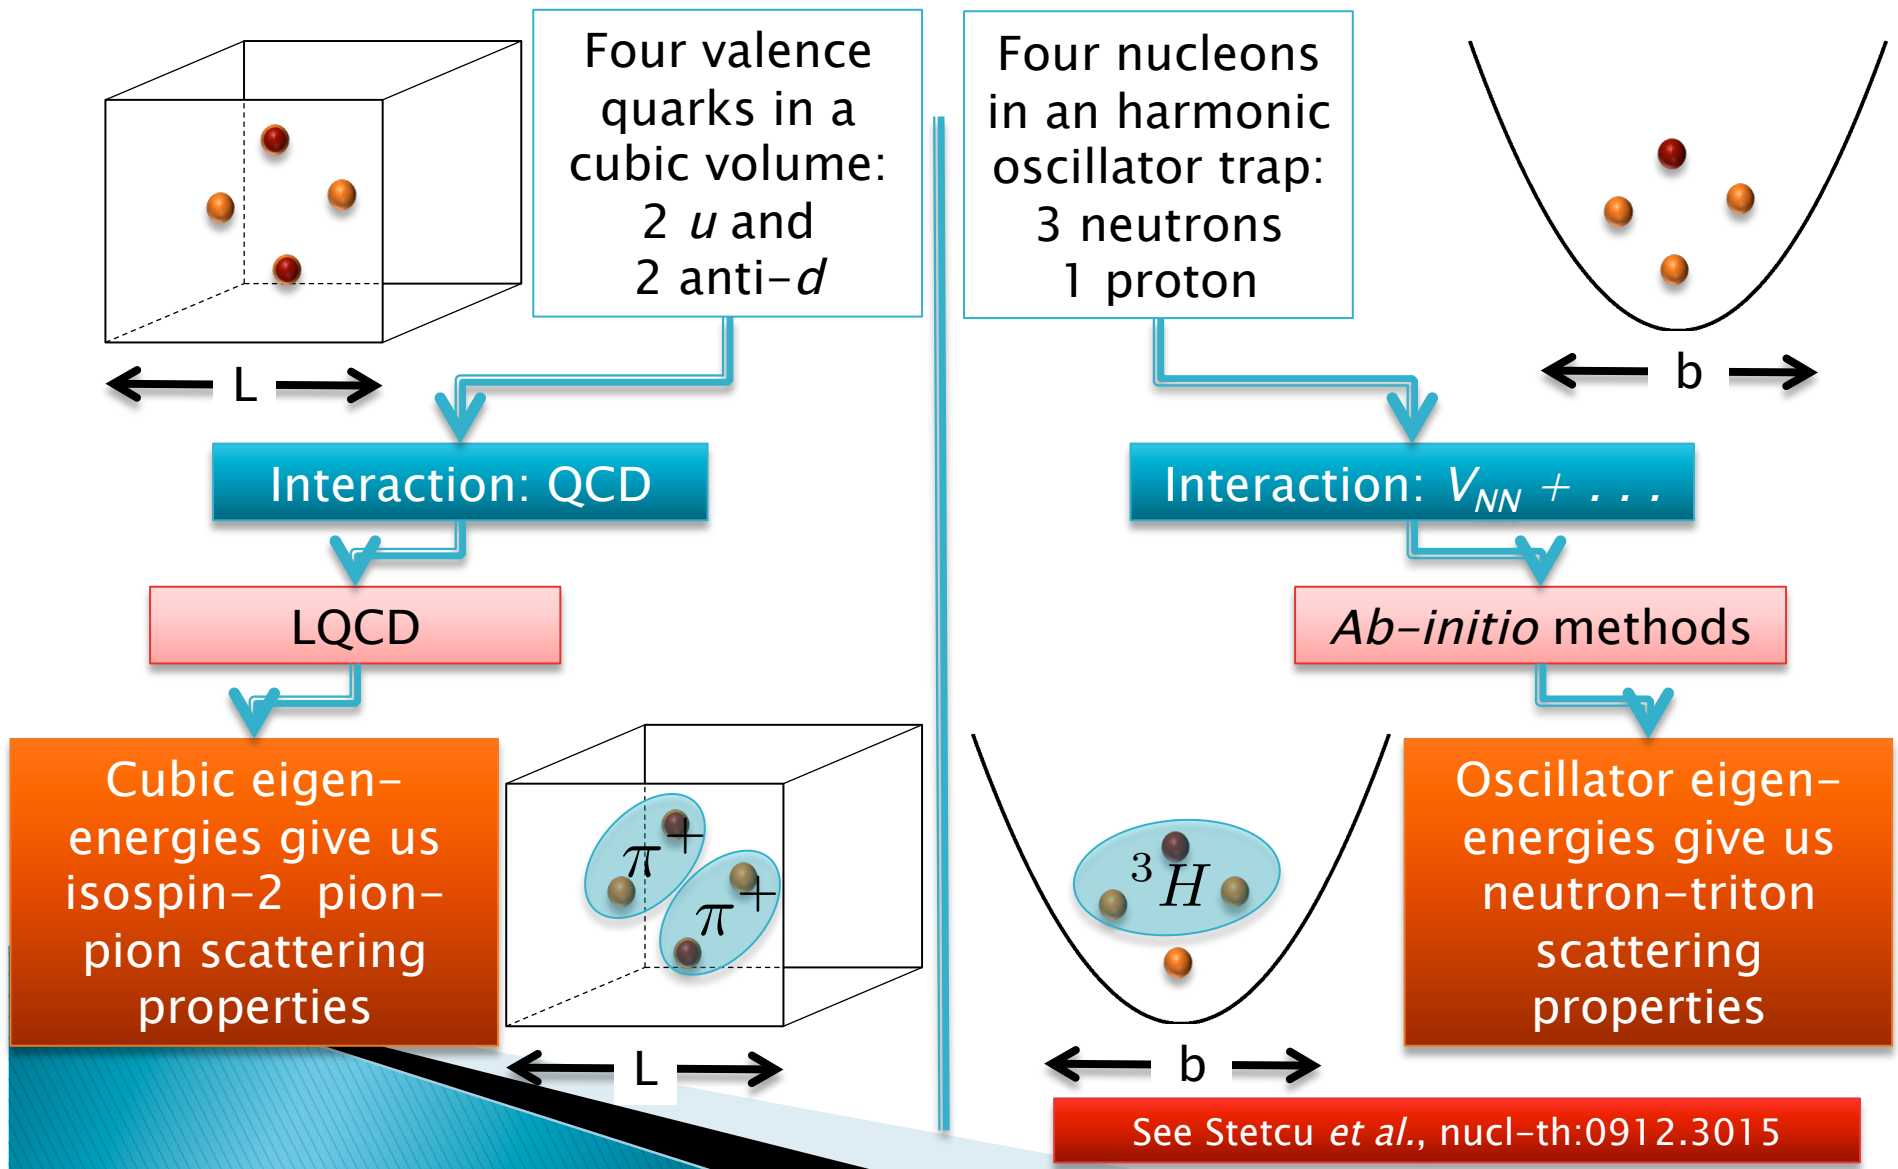 Four valence
quarks in a
cubic volume:
2 u and
2 anti-d
L
Interaction: QCD
LQCD
Cubic eigen-
energies give us
isospin-2 pion-
pion scattering
properties
π+
π+
L
Four nucleons
in an harmonic
oscillator trap:
3 neutrons
1 proton
b
Interaction: V_NN + . . .
Ab-initio methods
Oscillator eigen-
energies give us
neutron-triton
scattering
properties
³H
b
See Stetcu et al., nucl-th:0912.3015